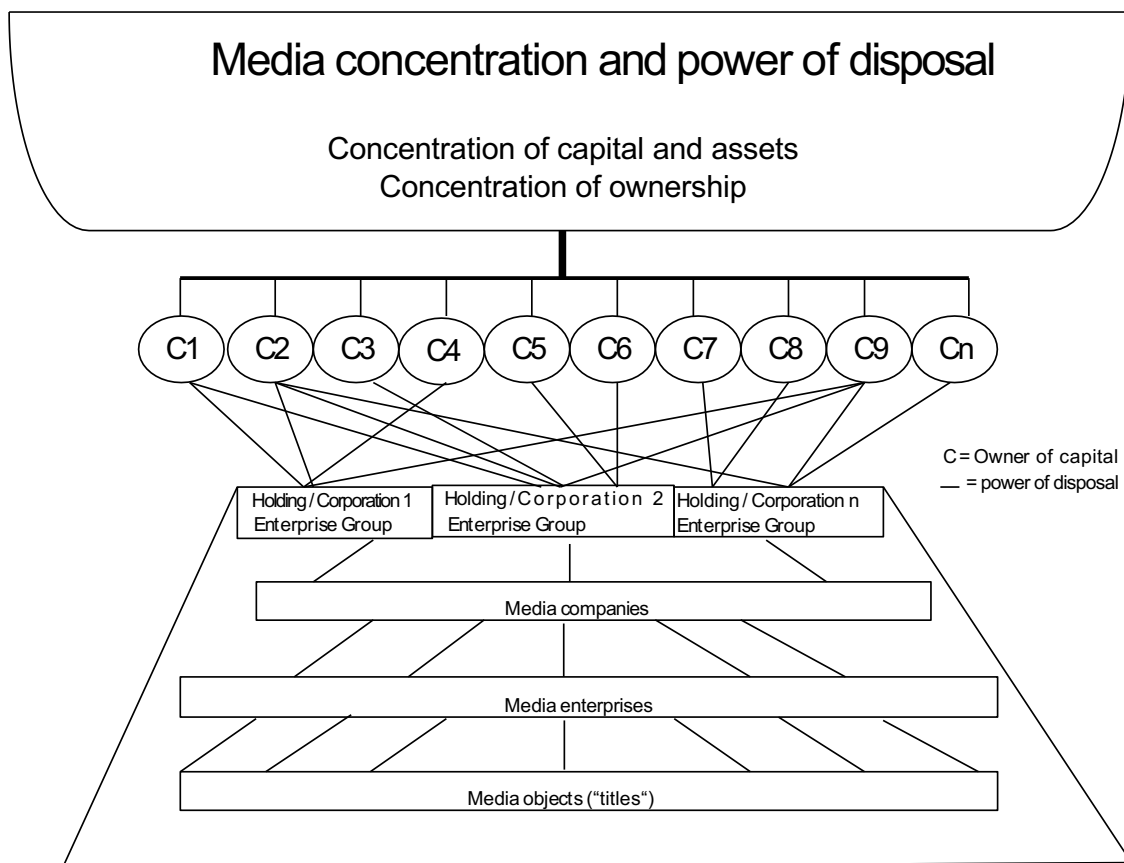 Media concentration and power of disposal
Concentration of capital and assets
Concentration of ownership
C1 C2 C3 C4 C5 C6 C7 C8 C9 Cn
C = Owner of capital
— = power of disposal
Holding / Corporation 1
Enterprise Group
Holding / Corporation 2
Enterprise Group
Holding / Corporation n
Enterprise Group
Media companies
Media enterprises
Media objects (“titles“)